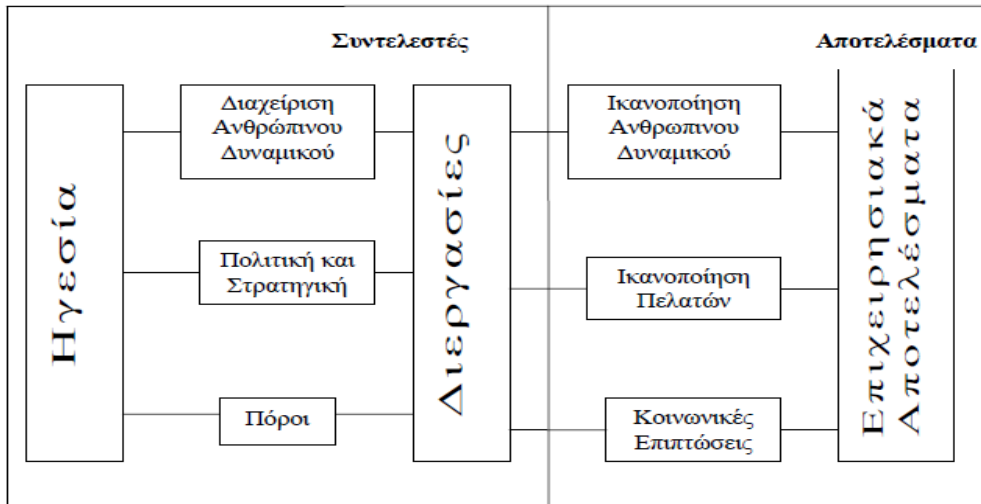 Συντελεστές
Αποτελέσματα
Ηγεσία
Διαχείριση
Ανθρώπινου
Δυναμικού
Πολιτική και
Στρατηγική
Πόροι
Διεργασίες
Ικανοποίηση
Ανθρωπινου
Δυναμικού
Ικανοποίηση
Πελατών
Κοινωνικές
Επιπτώσεις
Επιχειρησιακά
Αποτελέσματα